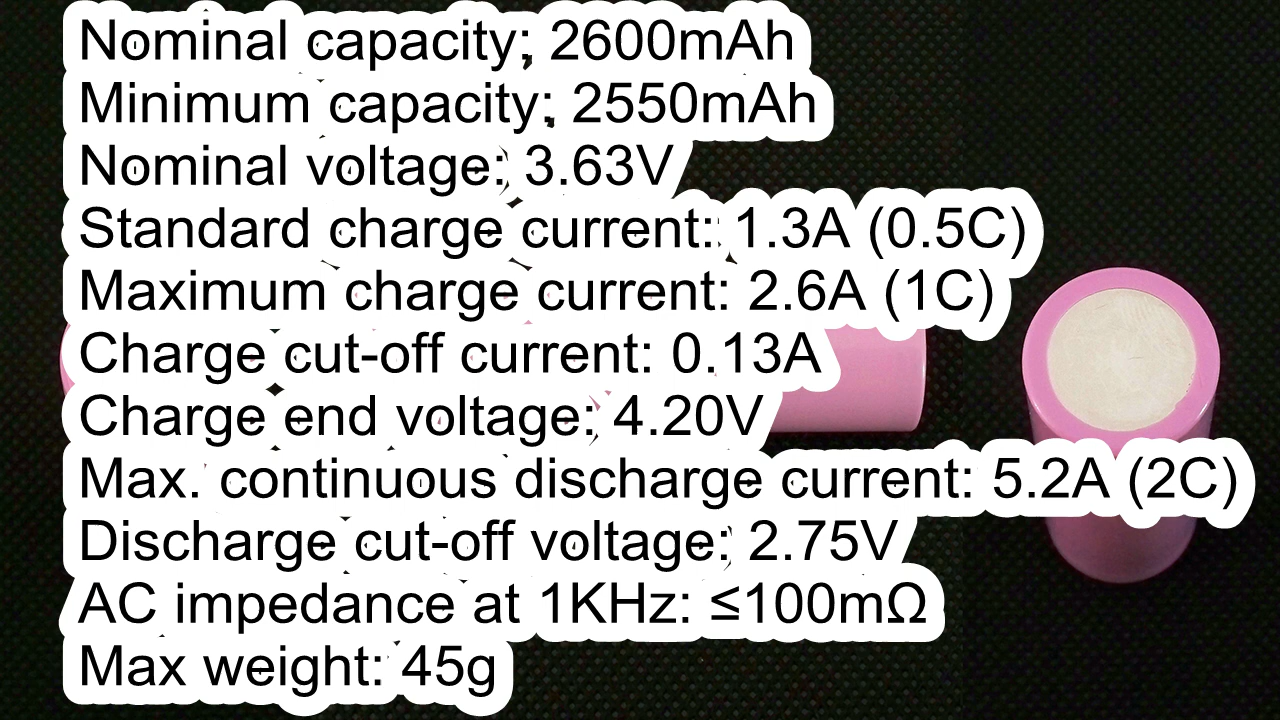 Nominal capacity; 2600mAh
Minimum capacity; 2550mAh
Nominal voltage: 3.63V
Standard charge current: 1.3A (0.5C)
Maximum charge current: 2.6A (1C)
Charge cut-off current: 0.13A
Charge end voltage: 4.20V
Max. continuous discharge current: 5.2A (2C)
Discharge cut-off voltage: 2.75V
AC impedance at 1KHz: ≤100mΩ
Max weight: 45g